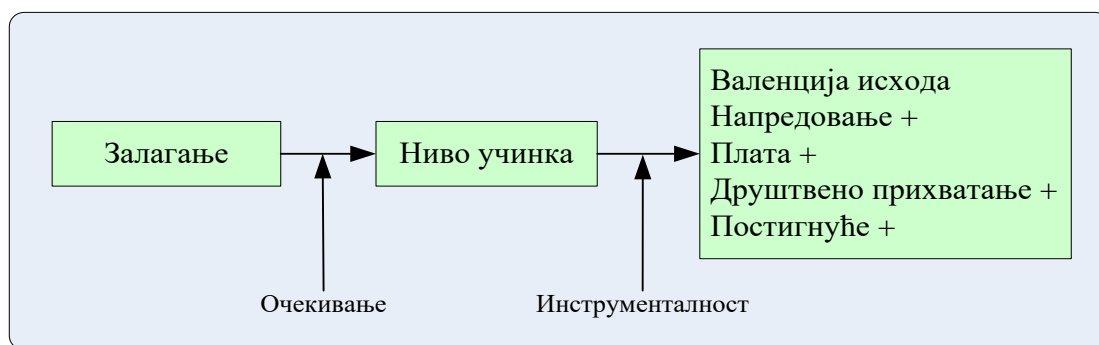 Залагање
Ниво учинка
Валенција исхода
Напредовање +
Плата +
Друштвено прихватање +
Постигнуће +
Очекивање
Инструменталност